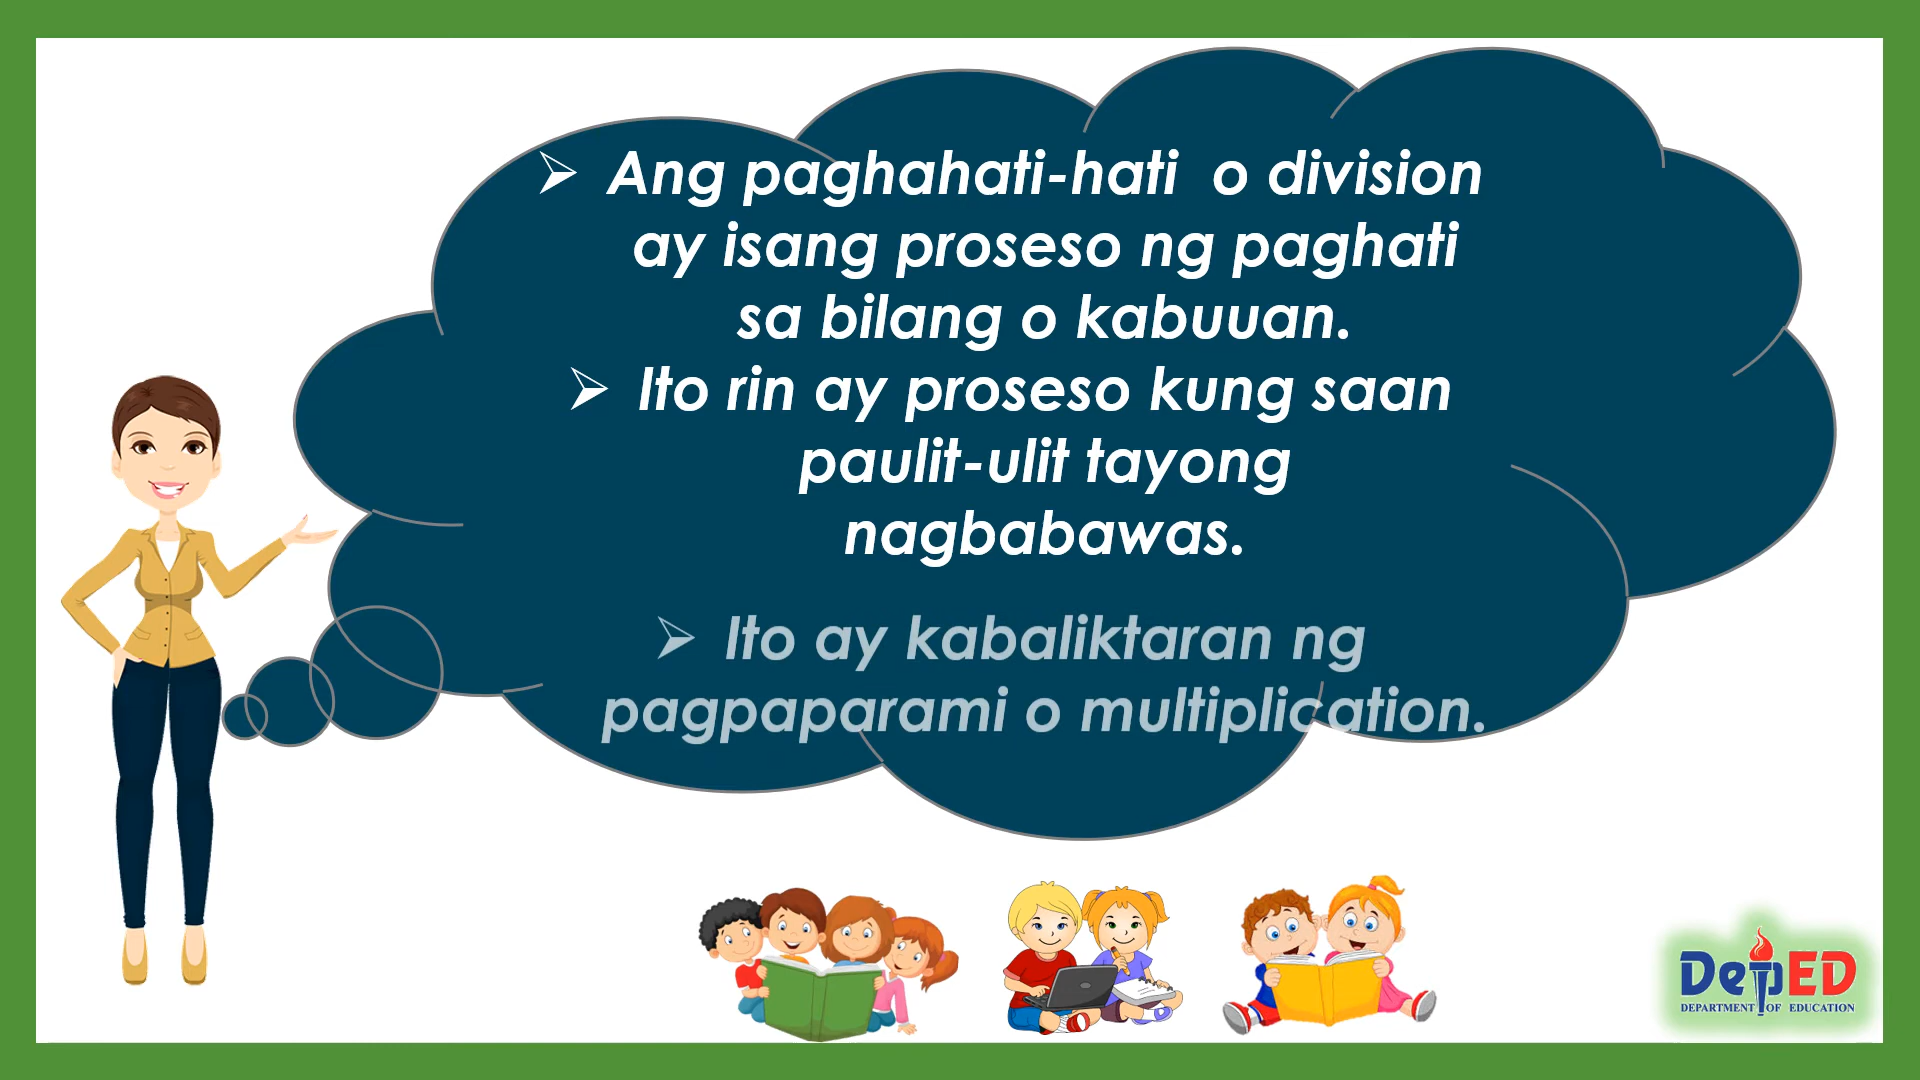 ➢ Ang paghahati-hati o division
ay isang proseso ng paghati
sa bilang o kabuuan.
➢ Ito rin ay proseso kung saan
paulit-ulit tayong
nagbabawas.
➢ Ito ay kabaliktaran ng
pagpaparami o multiplication.
DepED
DEPARTMENT OF EDUCATION